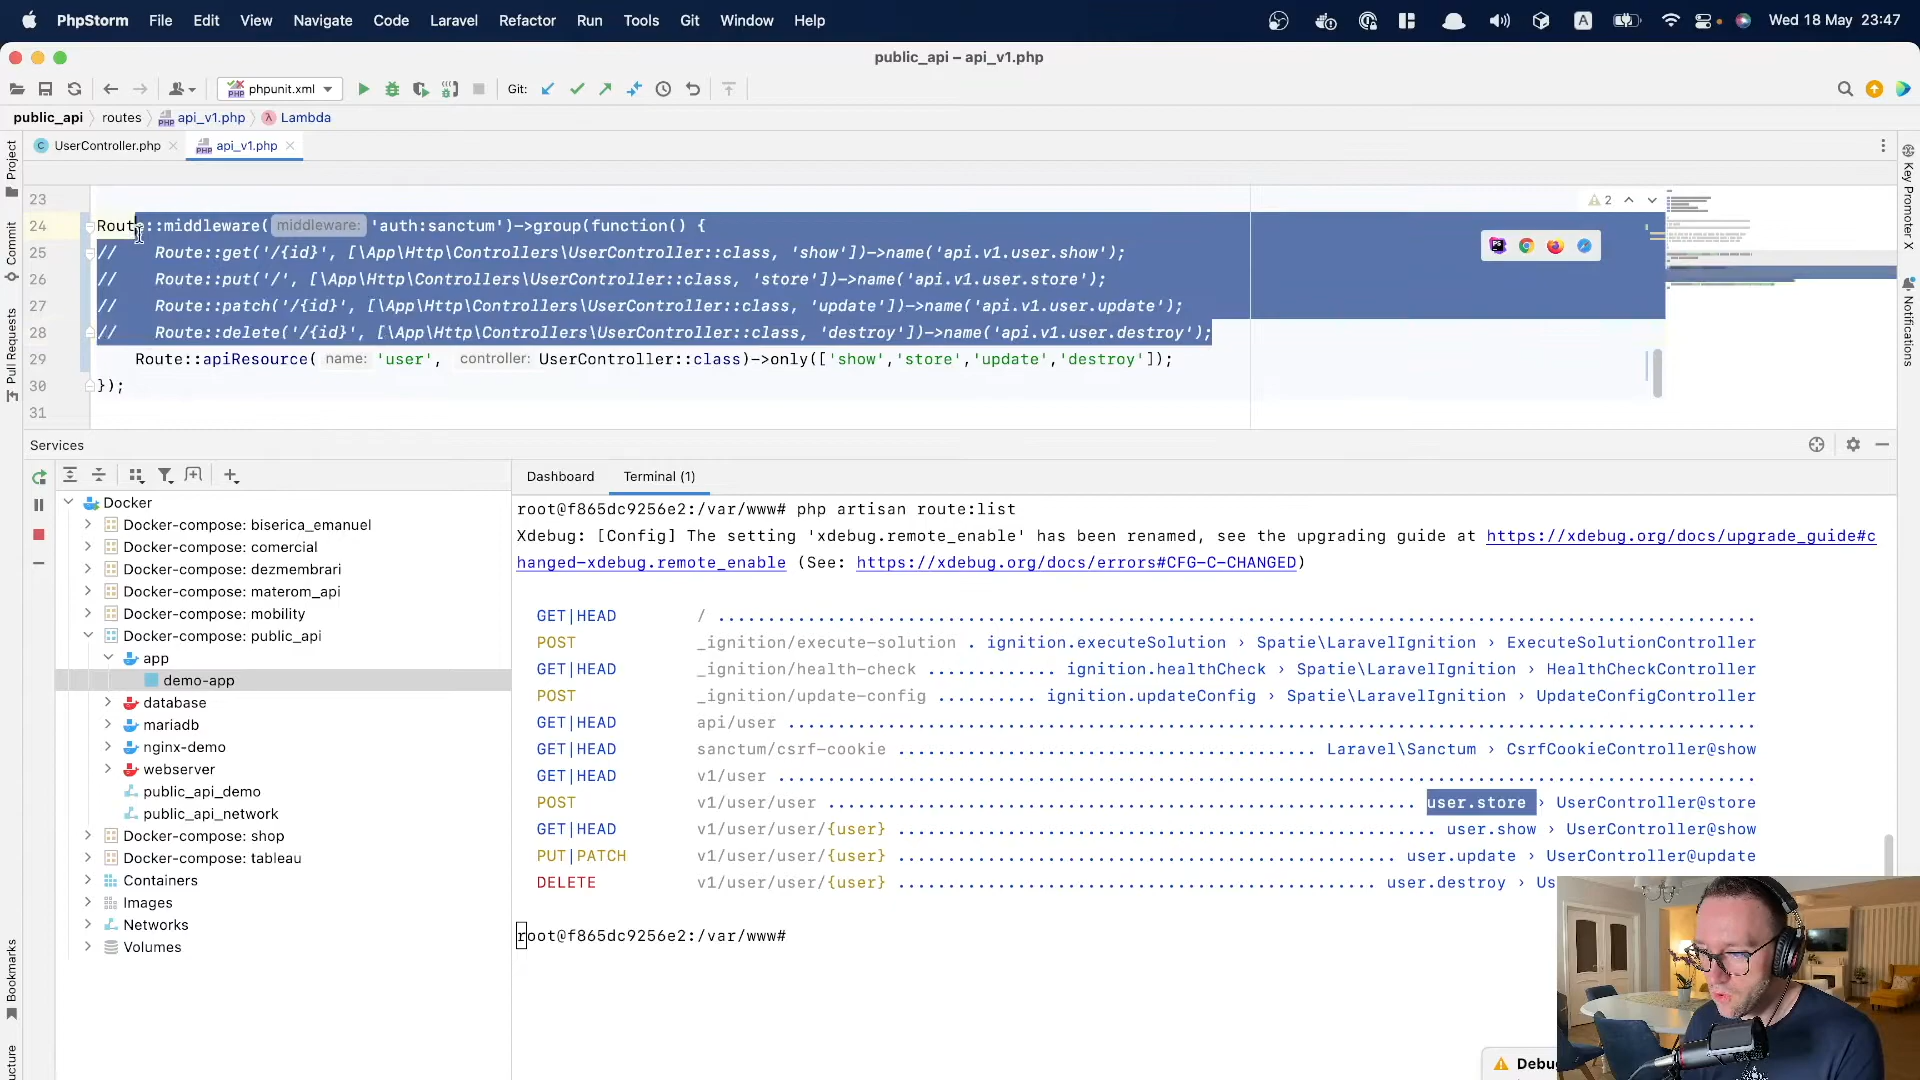 PhpStorm File Edit View Navigate Code Laravel Refactor Run Tools Git Window Help A Wed 18 May 23:47
public_api – api_v1.php
PHP phpunit.xml Git:
public_api routes api_v1.php Lambda
UserController.php api_v1.php
23
24 Route::middleware( middleware: 'auth:sanctum')->group(function() {
25 // Route::get('/{id}', [\App\Http\Controllers\UserController::class, 'show'])->name('api.v1.user.show');
26 // Route::put('/', [\App\Http\Controllers\UserController::class, 'store'])->name('api.v1.user.store');
27 // Route::patch('/{id}', [\App\Http\Controllers\UserController::class, 'update'])->name('api.v1.user.update');
28 // Route::delete('/{id}', [\App\Http\Controllers\UserController::class, 'destroy'])->name('api.v1.user.destroy');
29 Route::apiResource( name: 'user', controller: UserController::class)->only(['show','store','update','destroy']);
30 });
31
2
Project
Commit
Pull Requests
Bookmarks
ucture
Key Promoter X
Notifications
Services
Docker
Docker-compose: biserica_emanuel
Docker-compose: comercial
Docker-compose: dezmembrari
Docker-compose: materom_api
Docker-compose: mobility
Docker-compose: public_api
app
demo-app
database
mariadb
nginx-demo
webserver
public_api_demo
public_api_network
Docker-compose: shop
Docker-compose: tableau
Containers
Images
Networks
Volumes
Dashboard Terminal (1)
root@f865dc9256e2:/var/www# php artisan route:list
Xdebug: [Config] The setting 'xdebug.remote_enable' has been renamed, see the upgrading guide at https://xdebug.org/docs/upgrade_guide#c
hanged-xdebug.remote_enable (See: https://xdebug.org/docs/errors#CFG-C-CHANGED)
GET|HEAD / ........................................................................................................
POST _ignition/execute-solution . ignition.executeSolution › Spatie\LaravelIgnition › ExecuteSolutionController
GET|HEAD _ignition/health-check ............. ignition.healthCheck › Spatie\LaravelIgnition › HealthCheckController
POST _ignition/update-config .......... ignition.updateConfig › Spatie\LaravelIgnition › UpdateConfigController
GET|HEAD api/user .................................................................................................
GET|HEAD sanctum/csrf-cookie .......................................... Laravel\Sanctum › CsrfCookieController@show
GET|HEAD v1/user ..................................................................................................
POST v1/user/user ........................................................... user.store › UserController@store
GET|HEAD v1/user/user/{user} ...................................................... user.show › UserController@show
PUT|PATCH v1/user/user/{user} .................................................. user.update › UserController@update
DELETE v1/user/user/{user} ................................................ user.destroy › Us
root@f865dc9256e2:/var/www#
Debug